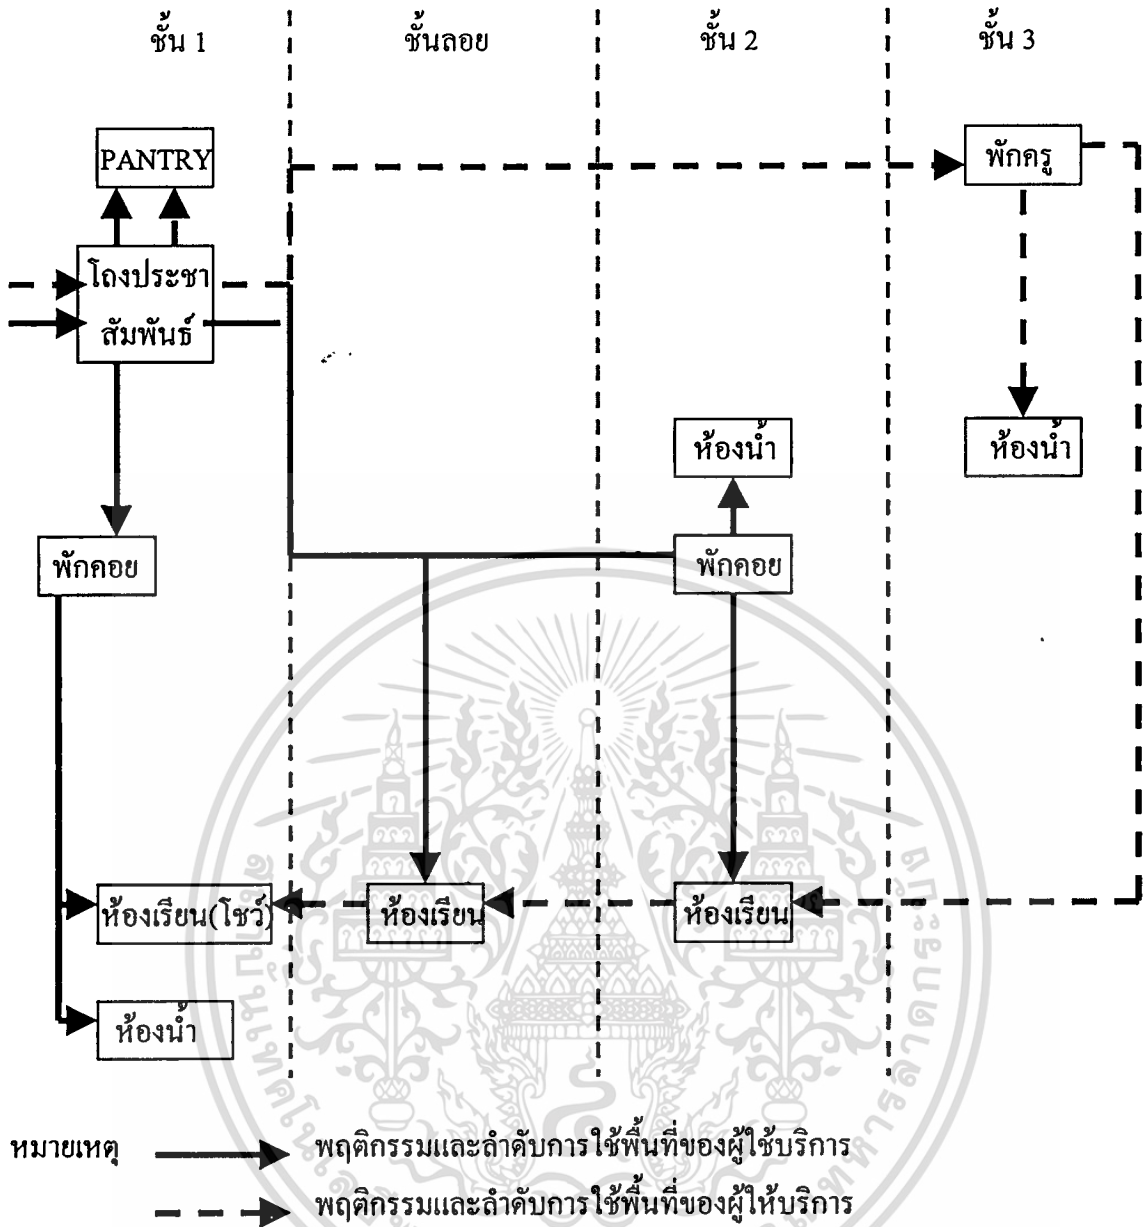 ชั้น 1 ชั้นลอย ชั้น 2 ชั้น 3
PANTRY
พักครู
โถงประชา
สัมพันธ์
ห้องน้ำ
ห้องน้ำ
พักคอย
พักคอย
ห้องเรียน(โชว์)
ห้องเรียน
ห้องเรียน
ห้องน้ำ
หมายเหตุ พฤติกรรมและลำดับการใช้พื้นที่ของผู้ใช้บริการ
พฤติกรรมและลำดับการใช้พื้นที่ของผู้ให้บริการ